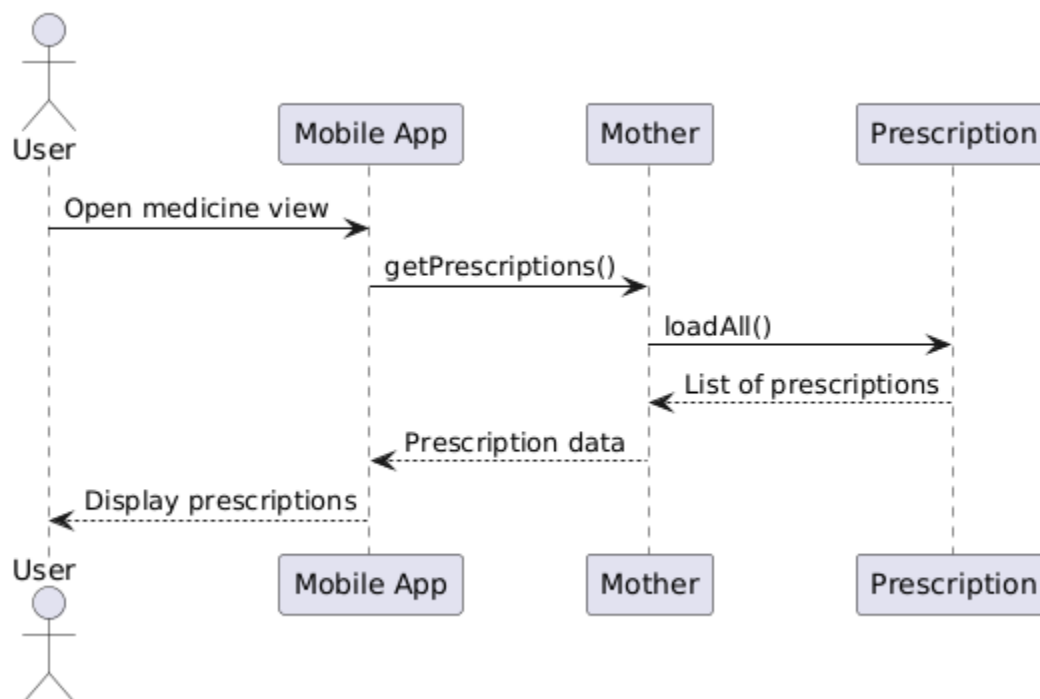 User
Mobile App
Mother
Prescription
Open medicine view
getPrescriptions()
loadAll()
List of prescriptions
Prescription data
Display prescriptions
User
Mobile App
Mother
Prescription